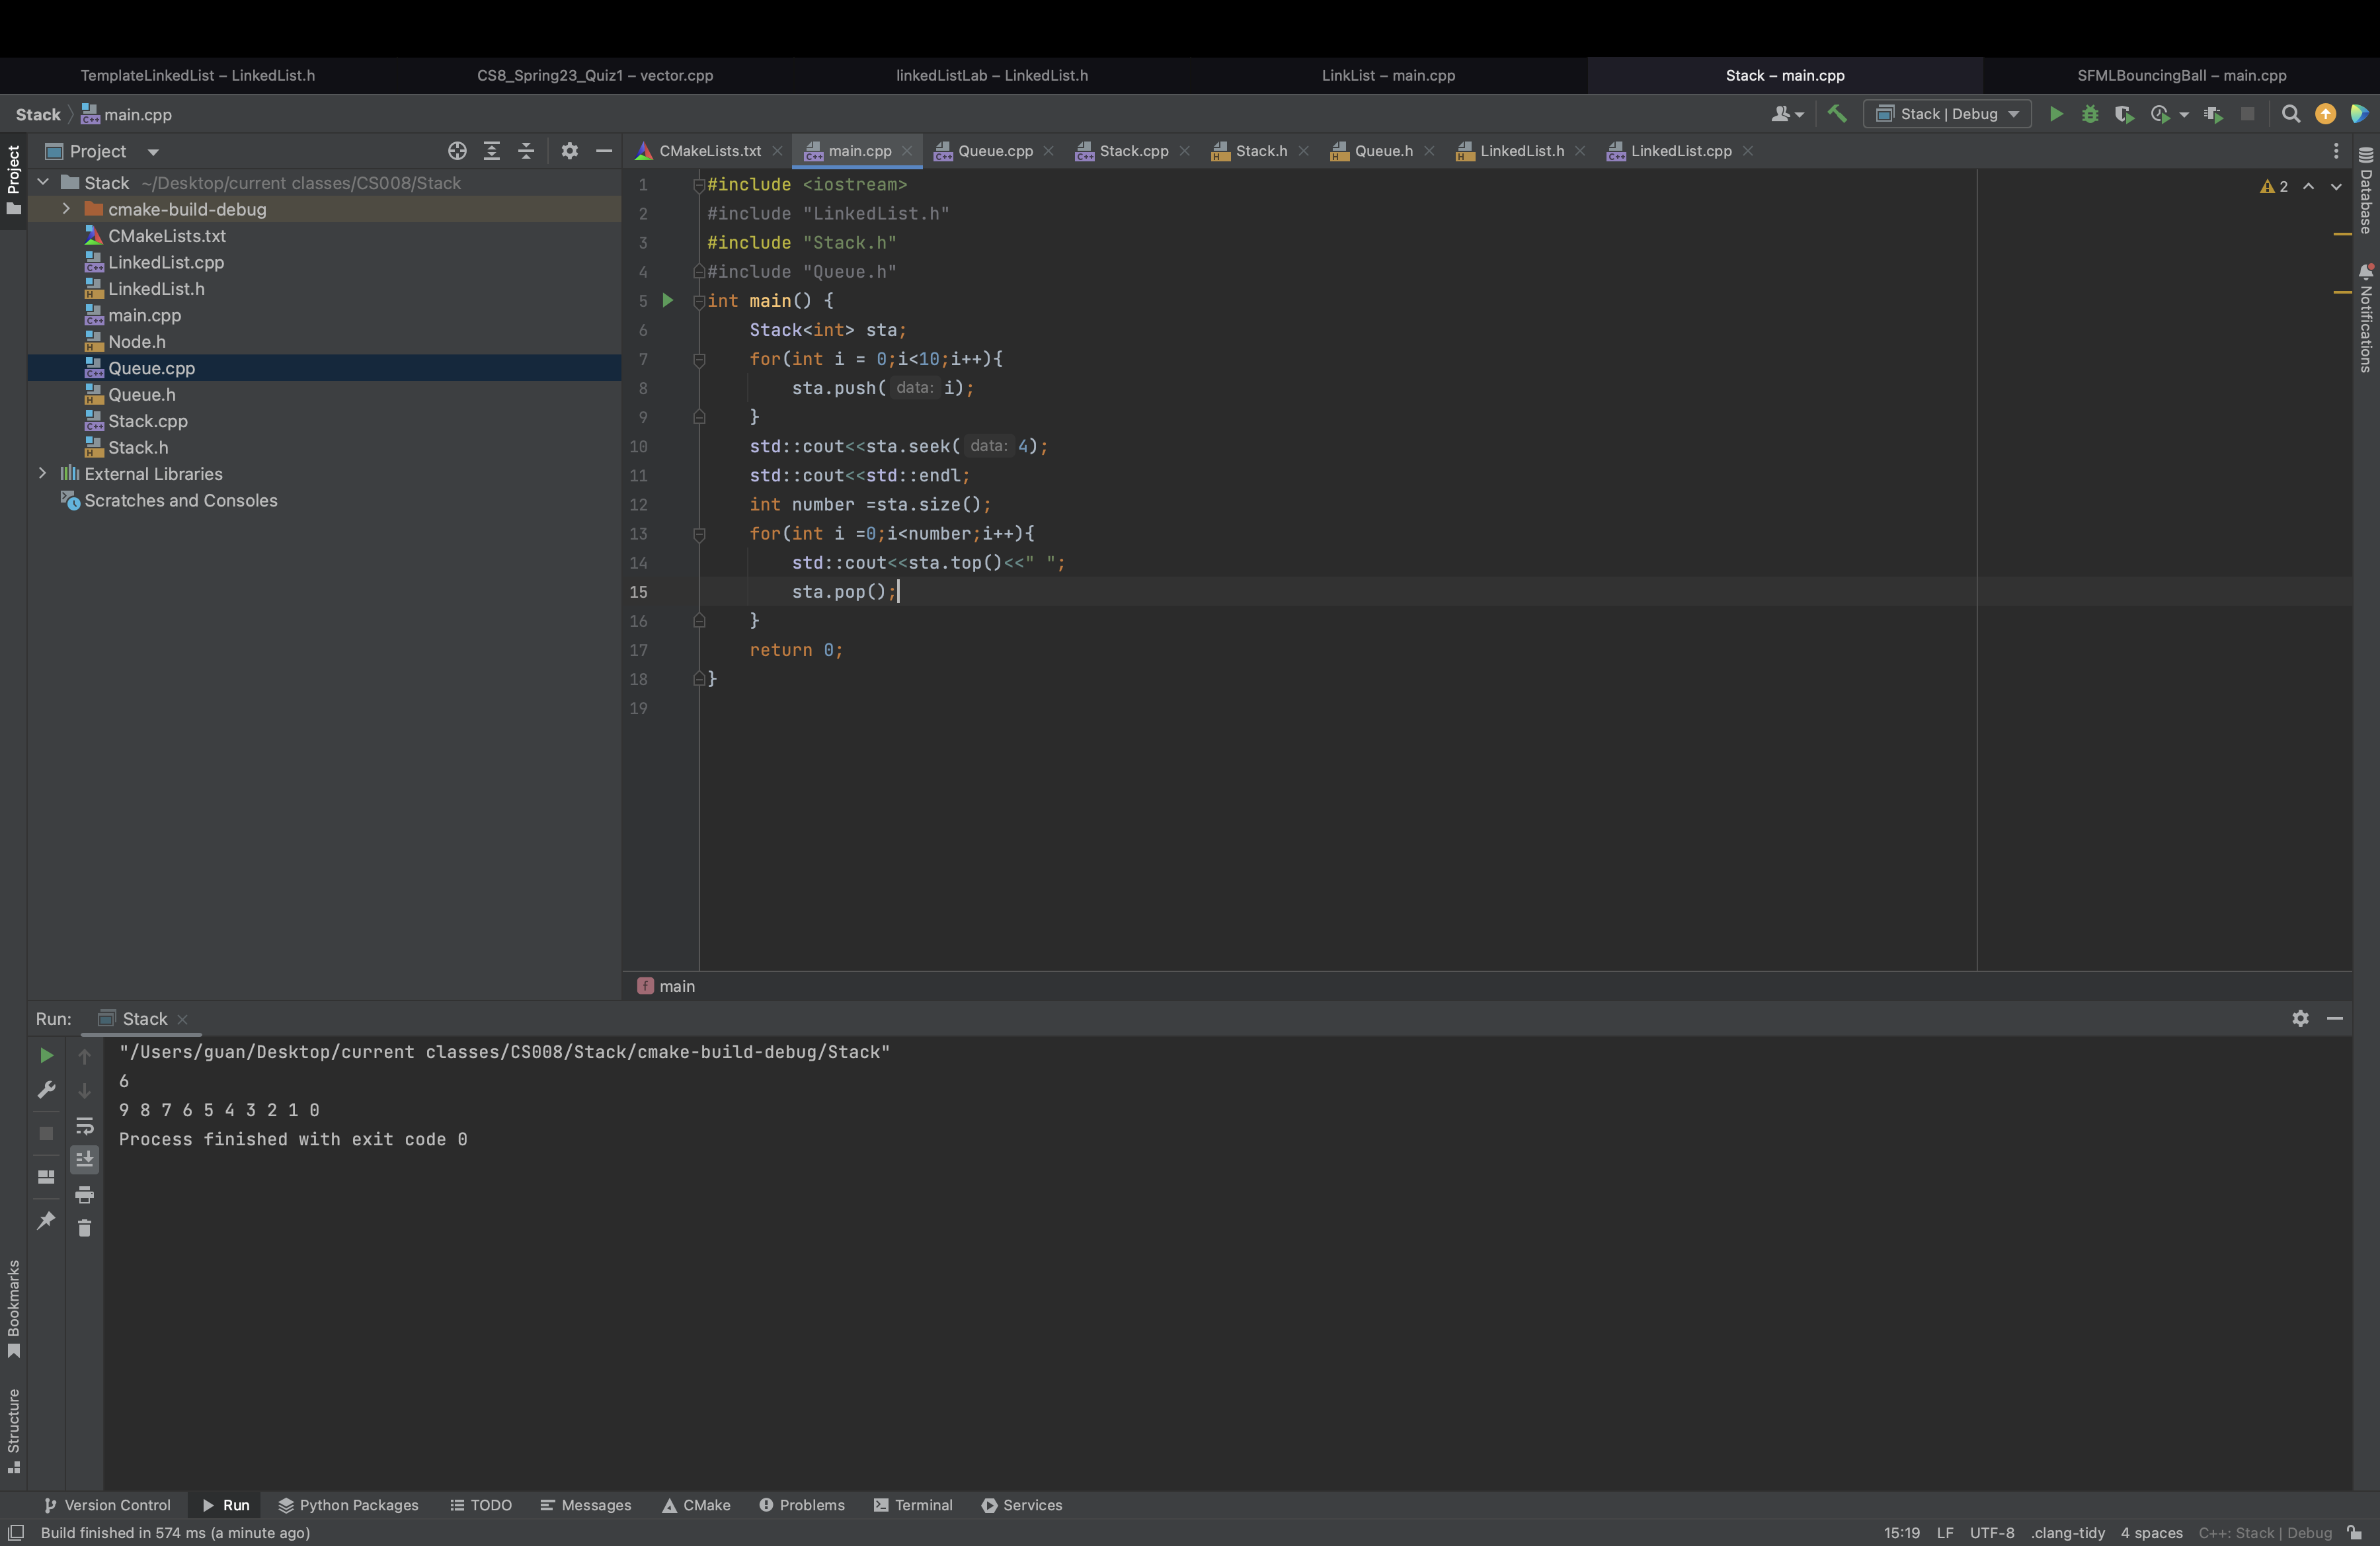 TemplateLinkedList – LinkedList.h
CS8_Spring23_Quiz1 – vector.cpp
linkedListLab – LinkedList.h
LinkList – main.cpp
Stack – main.cpp
SFMLBouncingBall – main.cpp
Stack main.cpp
Stack | Debug
Project
Project
Stack ~/Desktop/current classes/CS008/Stack
cmake-build-debug
CMakeLists.txt
LinkedList.cpp
LinkedList.h
main.cpp
Node.h
Queue.cpp
Queue.h
Stack.cpp
Stack.h
External Libraries
Scratches and Consoles
CMakeLists.txt main.cpp Queue.cpp Stack.cpp Stack.h Queue.h LinkedList.h LinkedList.cpp
2
1 #include <iostream>
2 #include "LinkedList.h"
3 #include "Stack.h"
4 #include "Queue.h"
5 int main() {
6 Stack<int> sta;
7 for(int i = 0;i<10;i++){
8 sta.push( data: i);
9 }
10 std::cout<<sta.seek( data: 4);
11 std::cout<<std::endl;
12 int number =sta.size();
13 for(int i =0;i<number;i++){
14 std::cout<<sta.top()<<" ";
15 sta.pop();
16 }
17 return 0;
18 }
19
f main
Database
Notifications
Run: Stack
"/Users/guan/Desktop/current classes/CS008/Stack/cmake-build-debug/Stack"
6
9 8 7 6 5 4 3 2 1 0
Process finished with exit code 0
Bookmarks
Structure
Version Control Run Python Packages TODO Messages CMake Problems Terminal Services
Build finished in 574 ms (a minute ago)
15:19 LF UTF-8 .clang-tidy 4 spaces C++: Stack | Debug